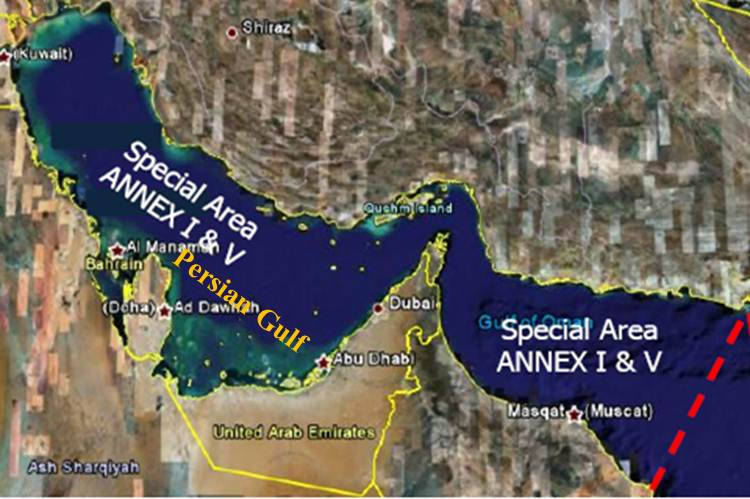 Shiraz
(Kuwait)
Special Area
ANNEX I & V
Qushm Island
Al Manamah
Bahrain
Persian Gulf
(Doha) Ad Dawhah
Dubai
Gulf of Oman
Special Area
ANNEX I & V
Abu Dhabi
Masqat (Muscat)
United Arab Emirates
Ash Sharqiyah